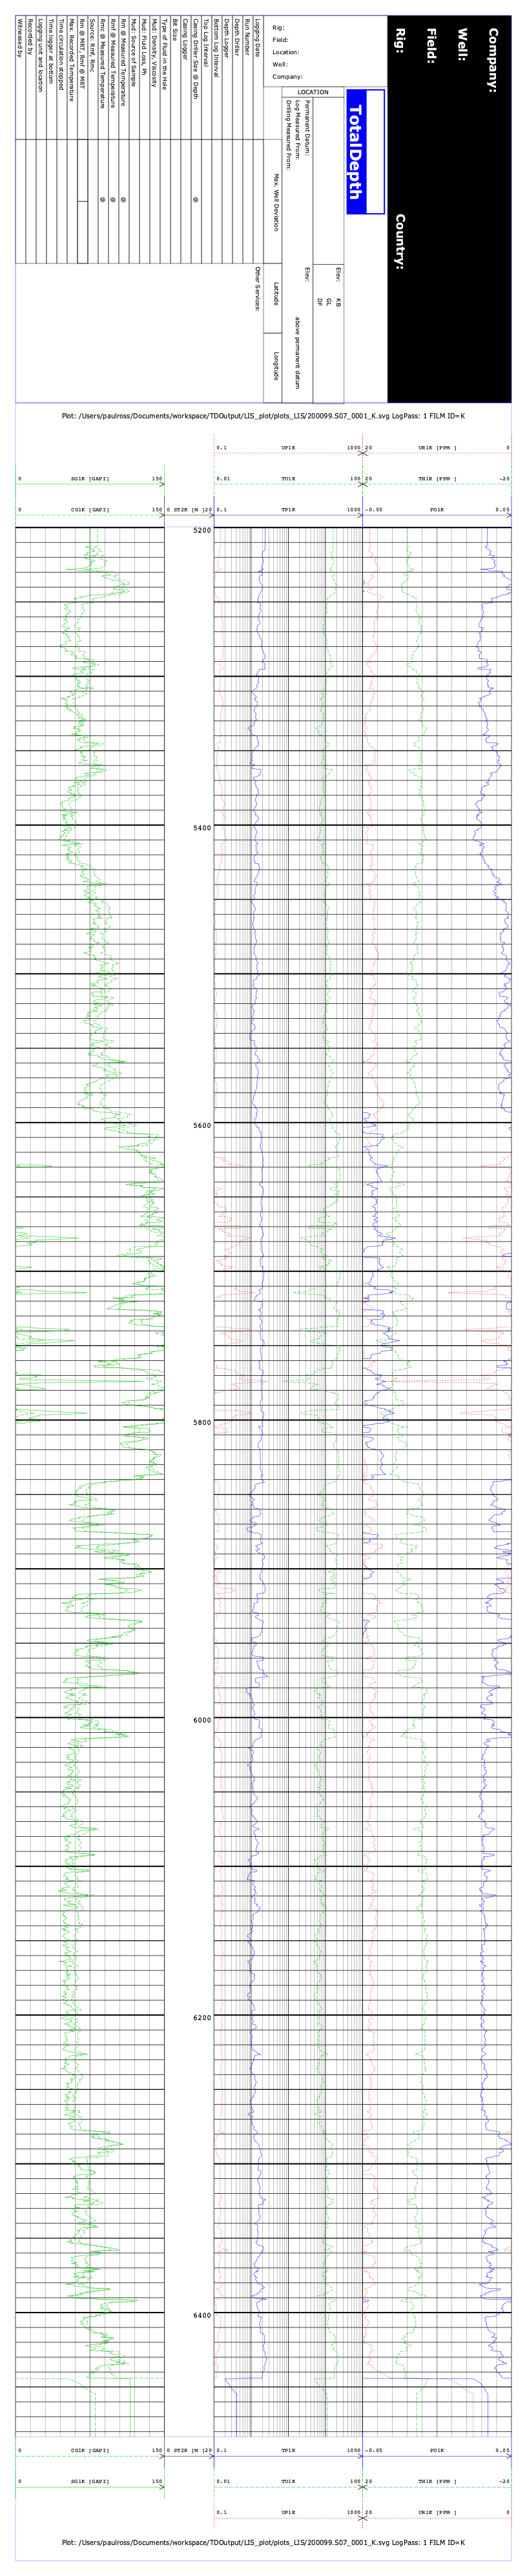 Company:
Well:
Field:
Rig:
Country:
TotalDepth
Rig:
Field:
Location:
Well:
Company:
LOCATION
Elev: KB
GL
DF
Permanent Datum:
Elev:
Log Measured From:
above permanent datum
Drilling Measured From:
Max. Well Deviation
Latitude
Longitude
Other Services:
Logging Date
Run Number
Depth Driller
Depth Logger
Bottom Log Interval
Top Log Interval
Casing Driller Size @ Depth
@
Casing Logger
Bit Size
Type of Fluid in the Hole
Mud: Density, Viscosity
Mud: Fluid Loss, Ph
Mud: Source of Sample
Rm @ Measured Temperature
@
Rmf @ Measured Temperature
@
Rmc @ Measured Temperature
@
Source: Rmf, Rmc
Rm @ MRT, Rmf @ MRT
Max. Recorded Temperature
Time circulation stopped
Time logger at bottom
Logging unit and location
Recorded by
Witnessed by
Plot: /Users/paulross/Documents/workspace/TDOutput/LIS_plot/plots_LIS/200099.S07_0001_K.svg LogPass: 1 FILM ID=K
0.1 UP1K 1000 20 UR1K [PPM ] 0
0 SG1K [GAPI] 150 0.01 TU1K 100 20 TH1K [PPM ] -20
0 CG1K [GAPI] 150 0 ST2K [M ]20 0.1 TP1K 1000 -0.05 PO1K 0.05
5200
5400
5600
5800
6000
6200
6400
0 CG1K [GAPI] 150 0 ST2K [M ]20 0.1 TP1K 1000 -0.05 PO1K 0.05
0 SG1K [GAPI] 150 0.01 TU1K 100 20 TH1K [PPM ] -20
0.1 UP1K 1000 20 UR1K [PPM ] 0
Plot: /Users/paulross/Documents/workspace/TDOutput/LIS_plot/plots_LIS/200099.S07_0001_K.svg LogPass: 1 FILM ID=K